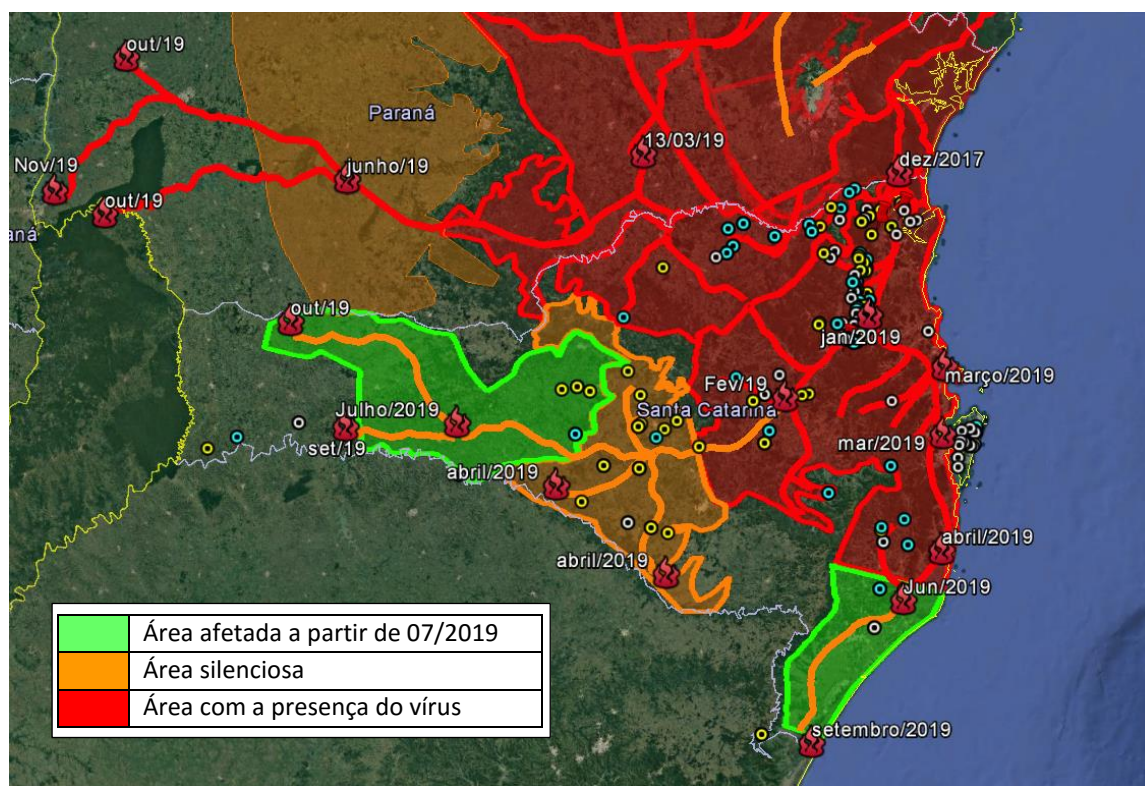 out/19
Paraná
13/03/19
Nov/19
junho/19
dez/2017
out/19
aná
out/19
jan/2019
março/2019
Fev/19
Santa Catarina
Julho/2019
mar/2019
set/19
abril/2019
abril/2019
abril/2019
Jun/2019
Área afetada a partir de 07/2019
Área silenciosa
Área com a presença do vírus
setembro/2019